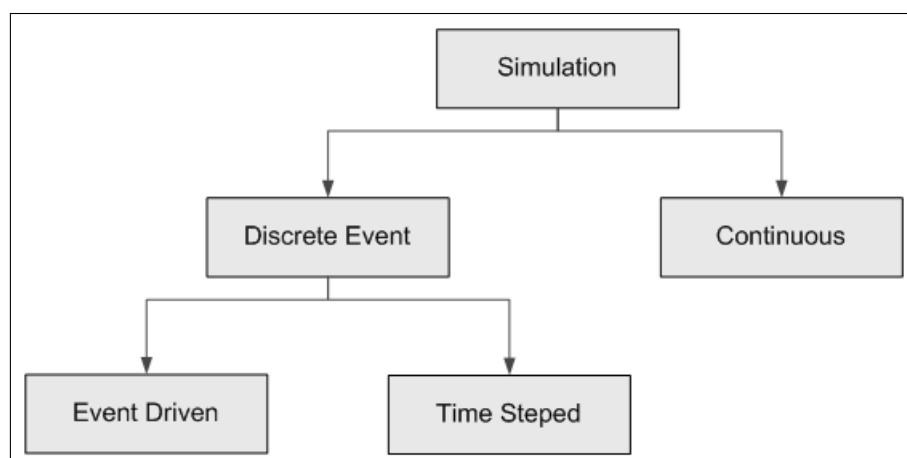 Simulation
Discrete Event
Continuous
Event Driven
Time Steped